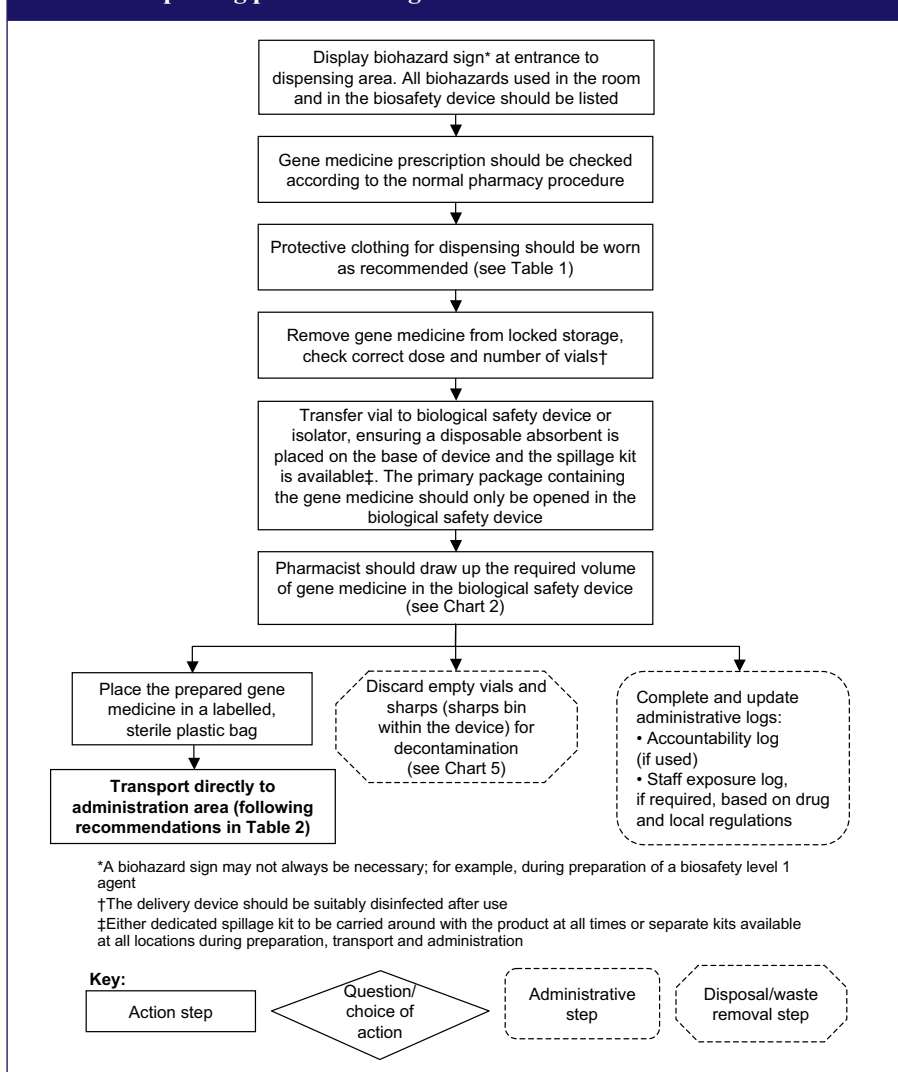 Display biohazard sign* at entrance to
dispensing area. All biohazards used in the room
and in the biosafety device should be listed
Gene medicine prescription should be checked
according to the normal pharmacy procedure
Protective clothing for dispensing should be worn
as recommended (see Table 1)
Remove gene medicine from locked storage,
check correct dose and number of vials†
Transfer vial to biological safety device or
isolator, ensuring a disposable absorbent is
placed on the base of device and the spillage kit
is available‡. The primary package containing
the gene medicine should only be opened in the
biological safety device
Pharmacist should draw up the required volume
of gene medicine in the biological safety device
(see Chart 2)
Place the prepared gene
medicine in a labelled,
sterile plastic bag
Transport directly to
administration area (following
recommendations in Table 2)
Discard empty vials and
sharps (sharps bin
within the device) for
decontamination
(see Chart 5)
Complete and update
administrative logs:
• Accountability log
(if used)
• Staff exposure log,
if required, based on drug
and local regulations
*A biohazard sign may not always be necessary; for example, during preparation of a biosafety level 1
agent
†The delivery device should be suitably disinfected after use
‡Either dedicated spillage kit to be carried around with the product at all times or separate kits available
at all locations during preparation, transport and administration
Key:
Action step
Question/
choice of
action
Administrative
step
Disposal/waste
removal step